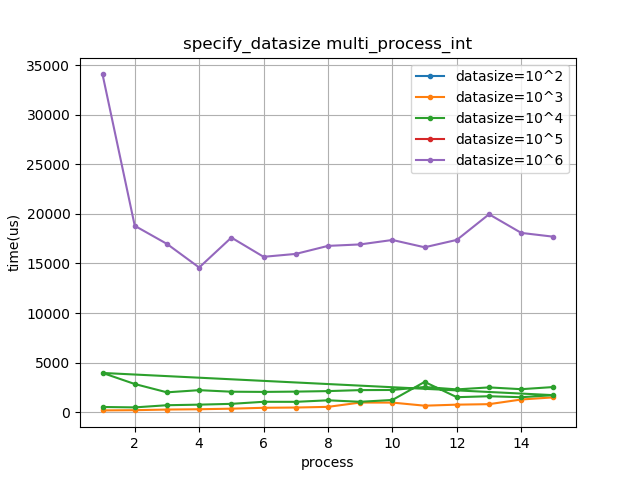 specify_datasize multi_process_int
datasize=10^2
datasize=10^3
datasize=10^4
datasize=10^5
datasize=10^6
time(us)
35000
30000
25000
20000
15000
10000
5000
0
2 4 6 8 10 12 14
process